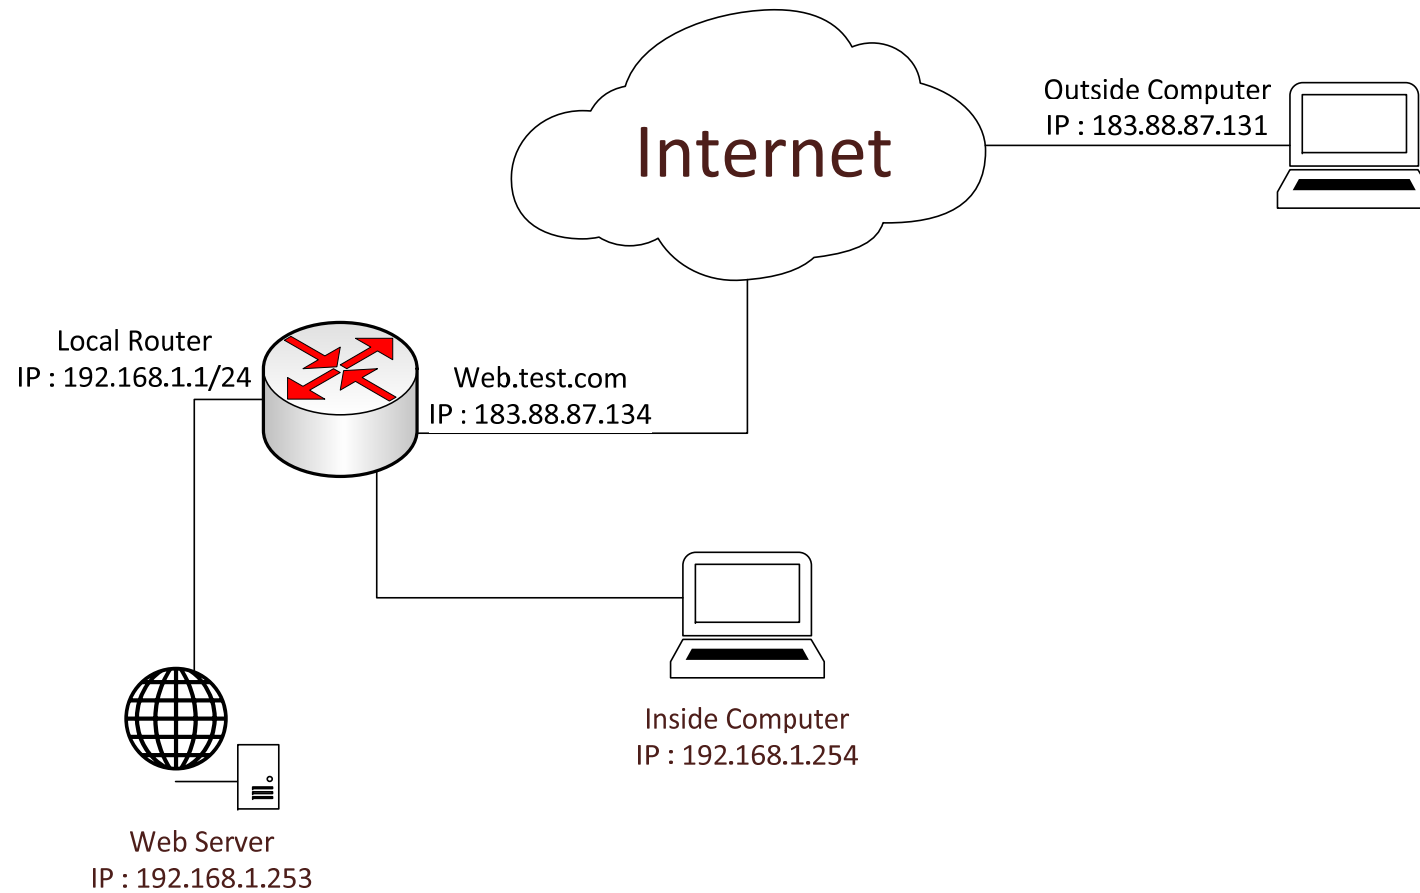 Outside Computer
IP : 183.88.87.131
Internet
Local Router
IP : 192.168.1.1/24
Web.test.com
IP : 183.88.87.134
Inside Computer
IP : 192.168.1.254
Web Server
IP : 192.168.1.253